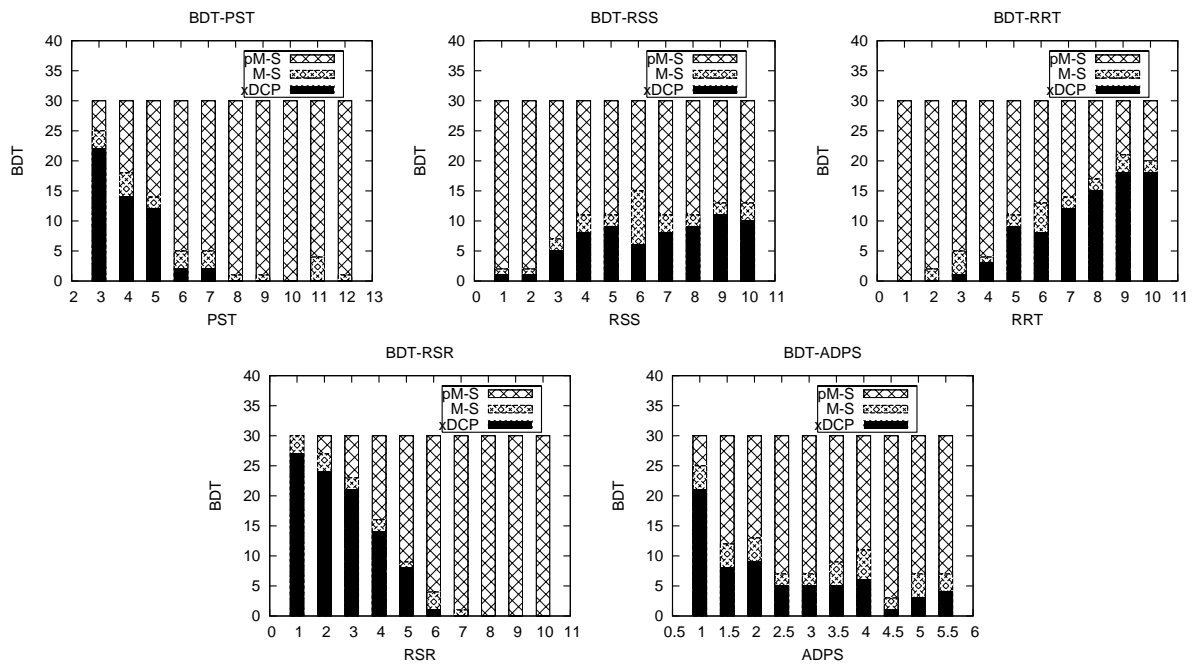 BDT-PST
40
35
30
25
20
15
10
5
0
BDT
pM-S
M-S
xDCP
2 3 4 5 6 7 8 9 10 11 12 13
PST
BDT-RSS
40
35
30
25
20
15
10
5
0
BDT
pM-S
M-S
xDCP
0 1 2 3 4 5 6 7 8 9 10 11
RSS
BDT-RRT
40
35
30
25
20
15
10
5
0
BDT
pM-S
M-S
xDCP
0 1 2 3 4 5 6 7 8 9 10 11
RRT
BDT-RSR
40
35
30
25
20
15
10
5
0
BDT
pM-S
M-S
xDCP
0 1 2 3 4 5 6 7 8 9 10 11
RSR
BDT-ADPS
40
35
30
25
20
15
10
5
0
BDT
pM-S
M-S
xDCP
0.5 1 1.5 2 2.5 3 3.5 4 4.5 5 5.5 6
ADPS